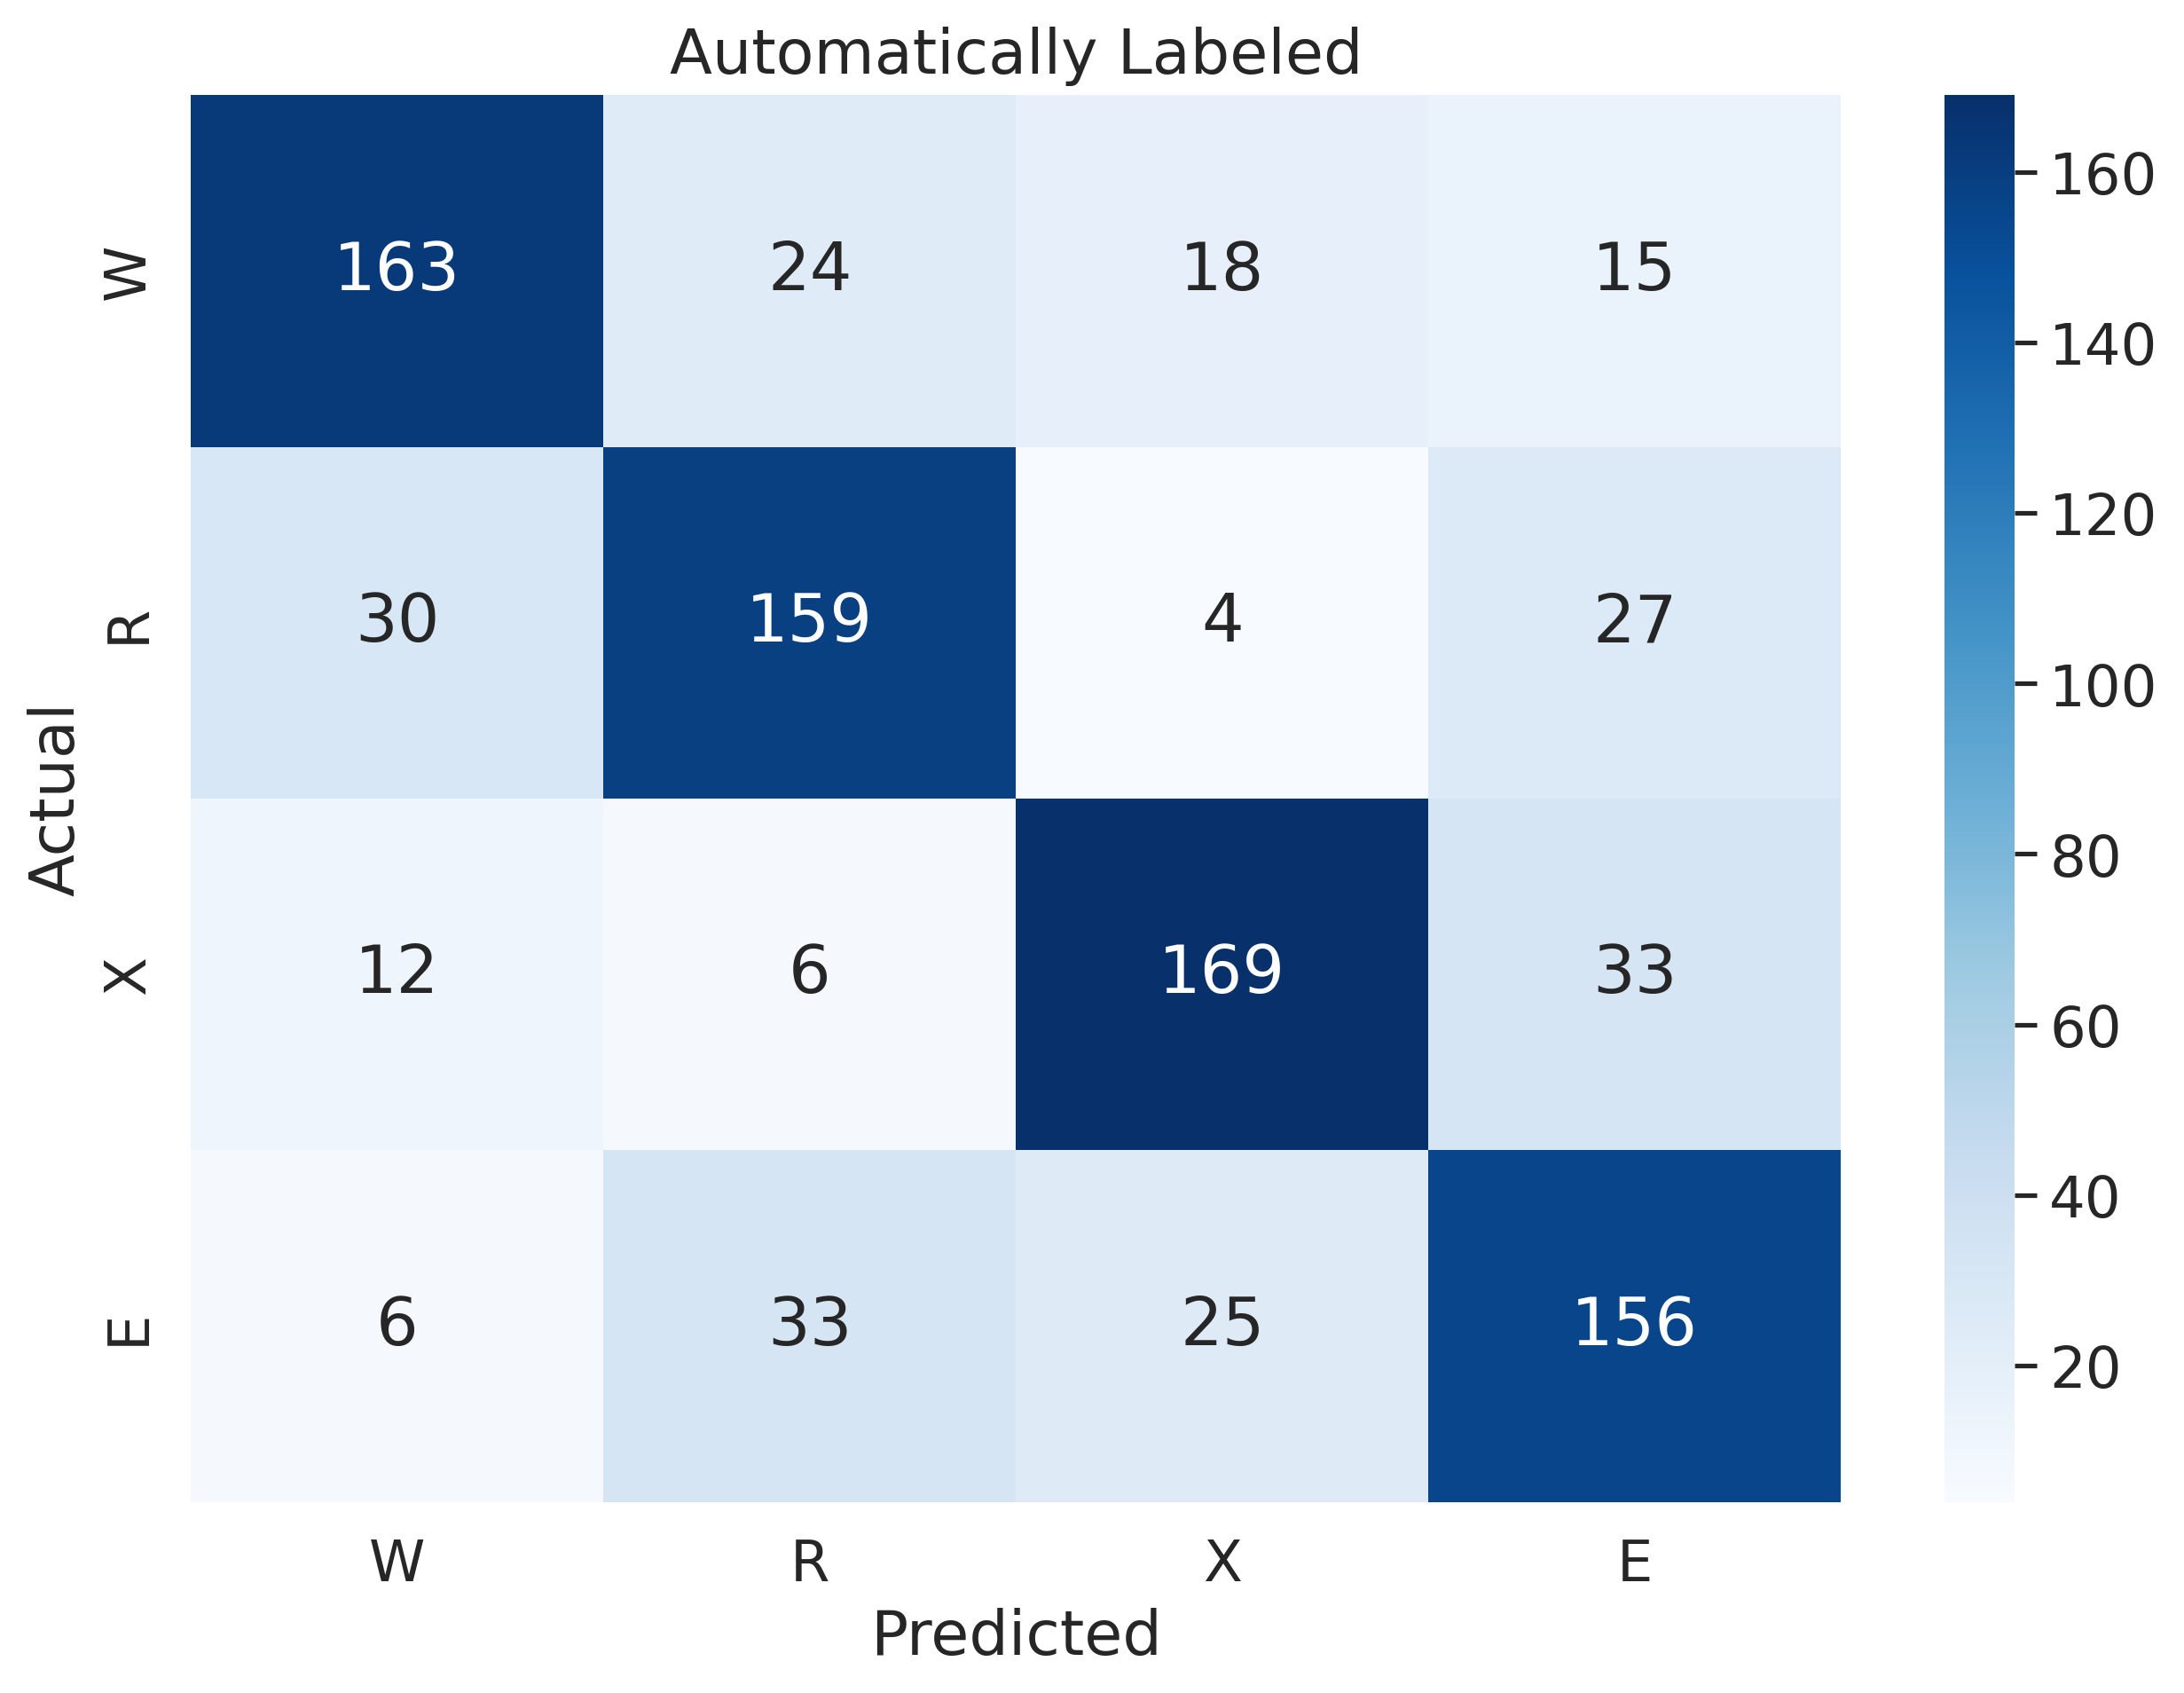 Automatically Labeled
Actual
W 163 24 18 15
R 30 159 4 27
X 12 6 169 33
E 6 33 25 156
W R X E
Predicted
160
140
120
100
80
60
40
20